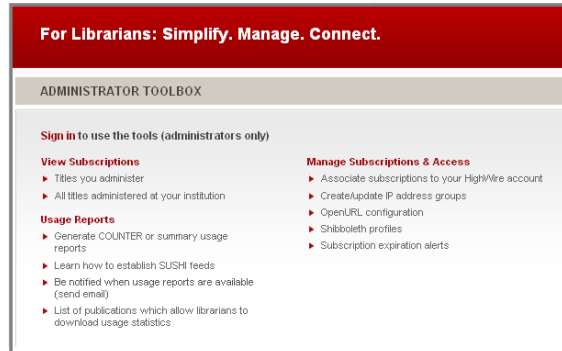 For Librarians: Simplify. Manage. Connect.
ADMINISTRATOR TOOLBOX
Sign in to use the tools (administrators only)
View Subscriptions
Titles you administer
All titles administered at your institution
Usage Reports
Generate COUNTER or summary usage
reports
Learn how to establish SUSHI feeds
Be notified when usage reports are available
(send email)
List of publications which allow librarians to
download usage statistics
Manage Subscriptions & Access
Associate subscriptions to your HighWire account
Create/update IP address groups
OpenURL configuration
Shibboleth profiles
Subscription expiration alerts